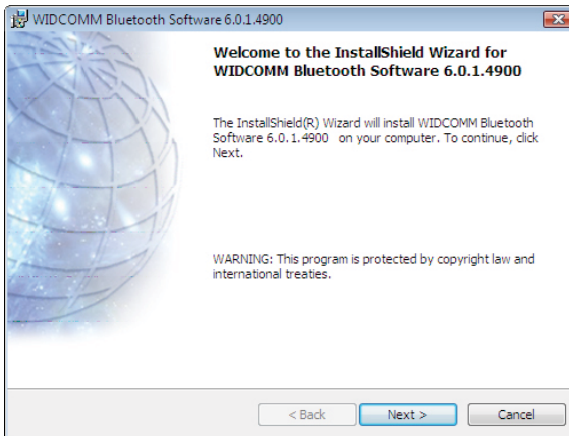 WIDCOMM Bluetooth Software 6.0.1.4900
Welcome to the InstallShield Wizard for
WIDCOMM Bluetooth Software 6.0.1.4900
The InstallShield(R) Wizard will install WIDCOMM Bluetooth
Software 6.0.1.4900 on your computer. To continue, click
Next.
WARNING: This program is protected by copyright law and
international treaties.
< Back Next > Cancel